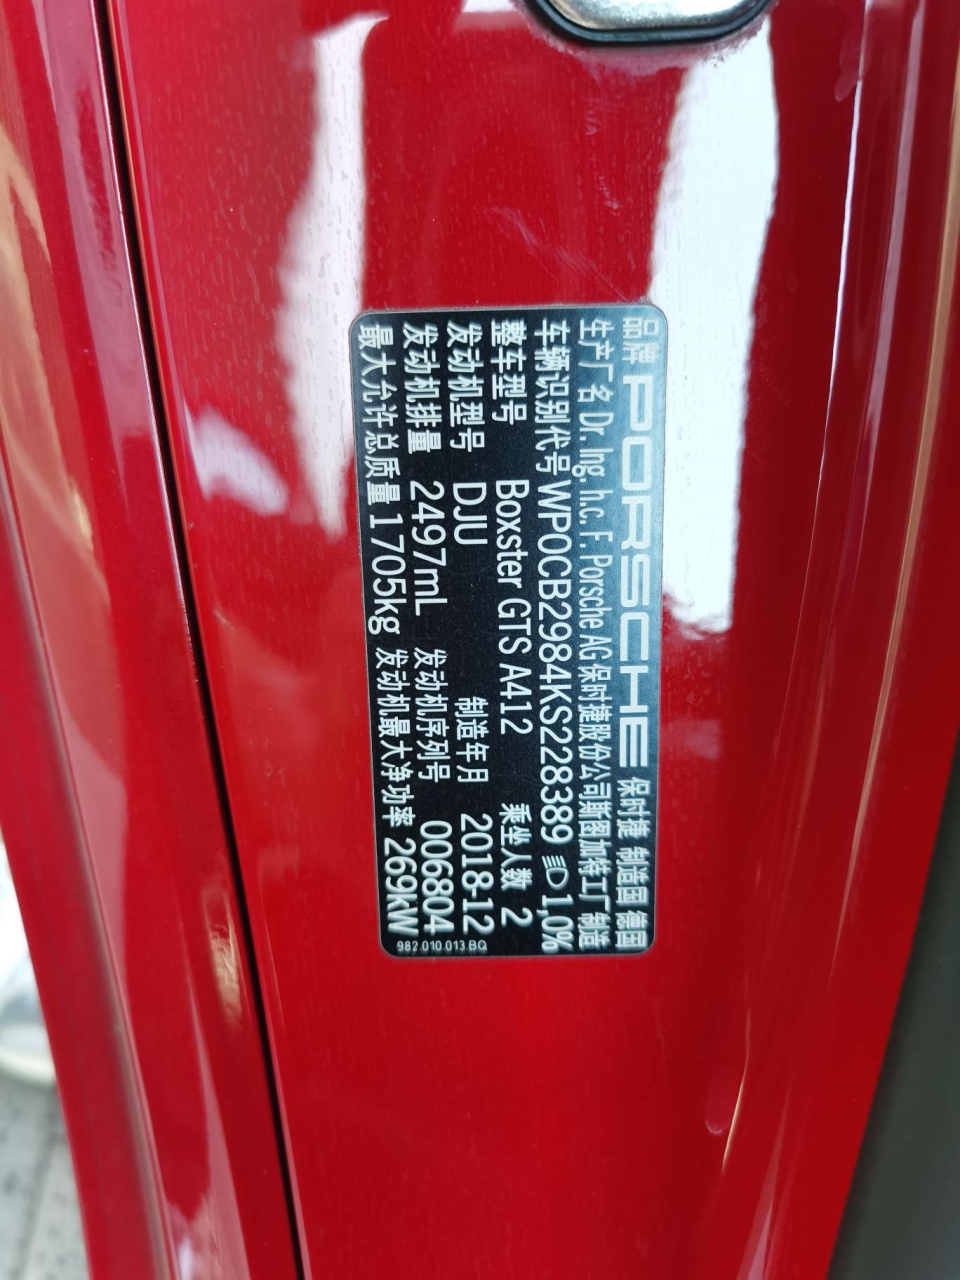 品牌 PORSCHE 保时捷 制造国 德国
生产厂名 Dr. Ing. h.c. F. Porsche AG 保时捷股份公司斯图加特工厂 制造
车辆识别代号 WP0CB2984KS228389 1,0%
整车型号 Boxster GTS A412 乘坐人数 2
发动机型号 DJU 制造年月 2018-12
发动机排量 2497mL 发动机序列号 006804
最大允许总质量 1705kg 发动机最大净功率 269kW
982.010.013.BQ